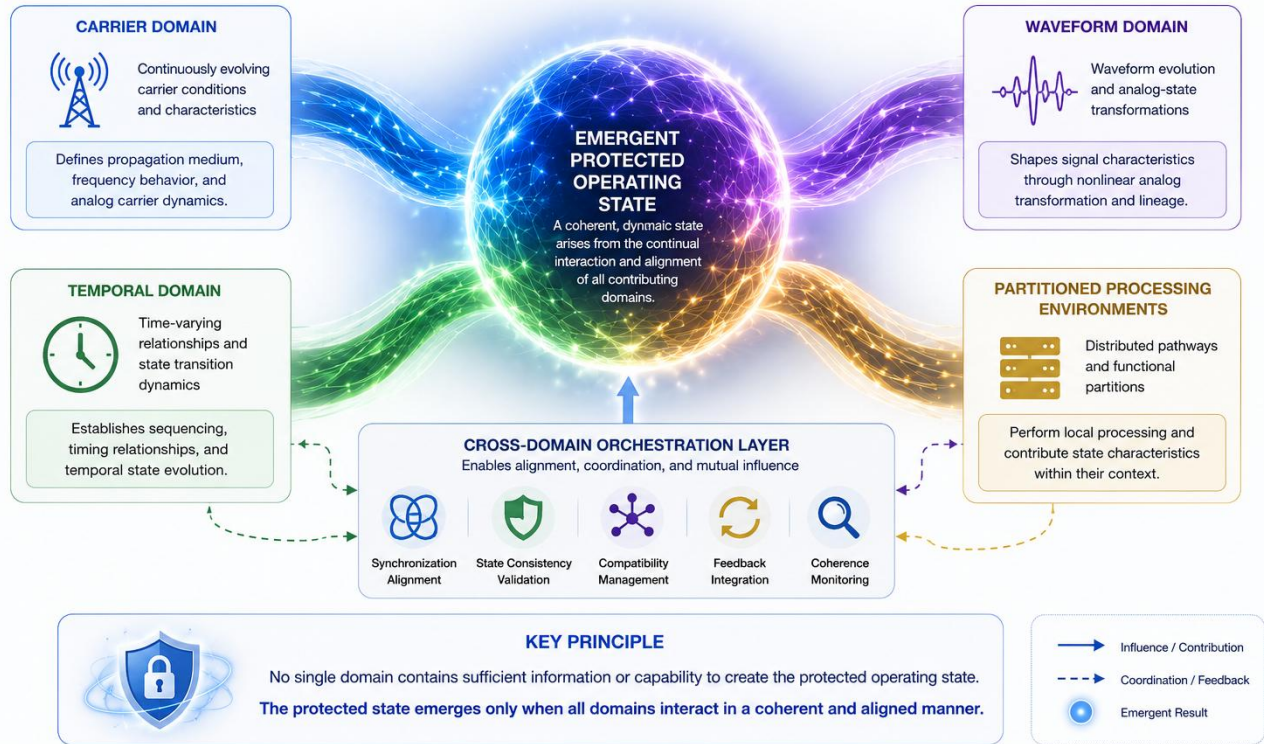 CARRIER DOMAIN
Continuously evolving
carrier conditions
and characteristics
Defines propagation medium,
frequency behavior, and
analog carrier dynamics.
EMERGENT
PROTECTED
OPERATING
STATE
A coherent, dynmaic state
arises from the continual
interaction and alignment
of all contributing
domains.
WAVEFORM DOMAIN
Waveform evolution
and analog-state
transformations
Shapes signal characteristics
through nonlinear analog
transformation and lineage.
TEMPORAL DOMAIN
Time-varying
relationships and
state transition
dynamics
Establishes sequencing,
timing relationships, and
temporal state evolution.
PARTITIONED PROCESSING
ENVIRONMENTS
Distributed pathways
and functional
partitions
Perform local processing and
contribute state characteristics
within their context.
CROSS-DOMAIN ORCHESTRATION LAYER
Enables alignment, coordination, and mutual influence
Synchronization
Alignment
State Consistency
Validation
Compatibility
Management
Feedback
Integration
Coherence
Monitoring
KEY PRINCIPLE
No single domain contains sufficient information or capability to create the protected operating state.
The protected state emerges only when all domains interact in a coherent and aligned manner.
Influence / Contribution
Coordination / Feedback
Emergent Result